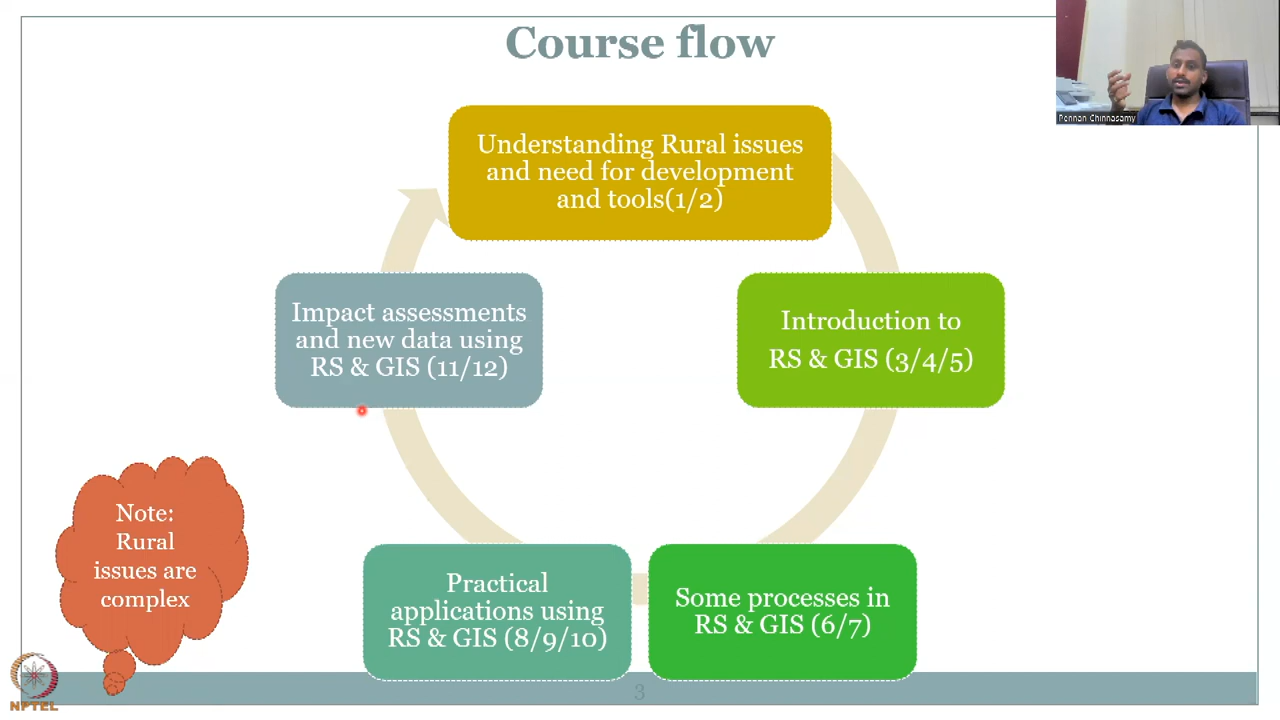 Course flow
Pennan Chinnasamy
Understanding Rural issues
and need for development
and tools(1/2)
Introduction to
RS & GIS (3/4/5)
Some processes in
RS & GIS (6/7)
Practical
applications using
RS & GIS (8/9/10)
Impact assessments
and new data using
RS & GIS (11/12)
Note:
Rural
issues are
complex
NPTEL
3